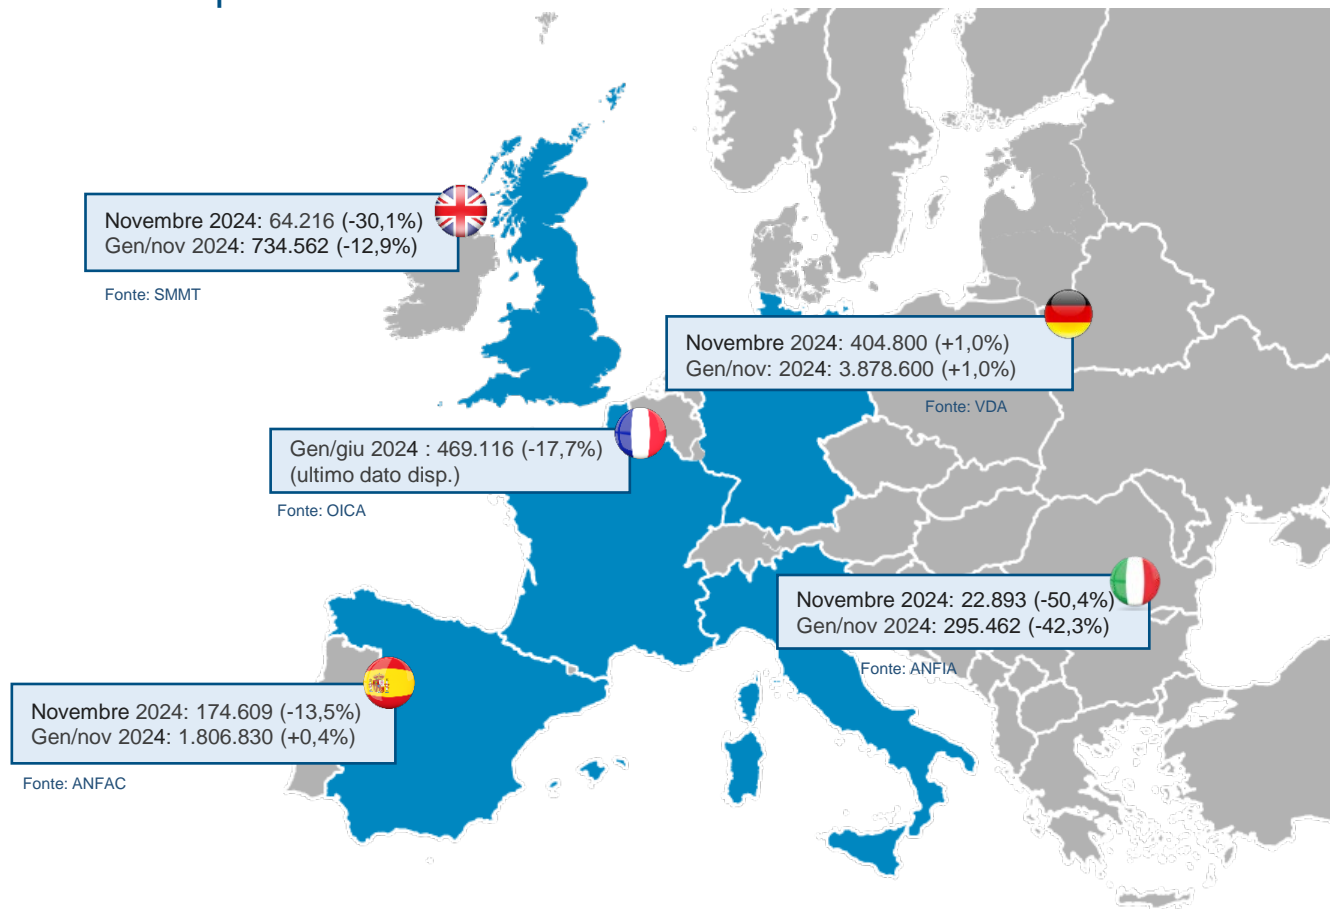 Novembre 2024: 64.216 (-30,1%)
Gen/nov 2024: 734.562 (-12,9%)
Fonte: SMMT
Novembre 2024: 404.800 (+1,0%)
Gen/nov: 2024: 3.878.600 (+1,0%)
Fonte: VDA
Gen/giu 2024 : 469.116 (-17,7%)
(ultimo dato disp.)
Fonte: OICA
Novembre 2024: 22.893 (-50,4%)
Gen/nov 2024: 295.462 (-42,3%)
Fonte: ANFIA
Novembre 2024: 174.609 (-13,5%)
Gen/nov 2024: 1.806.830 (+0,4%)
Fonte: ANFAC